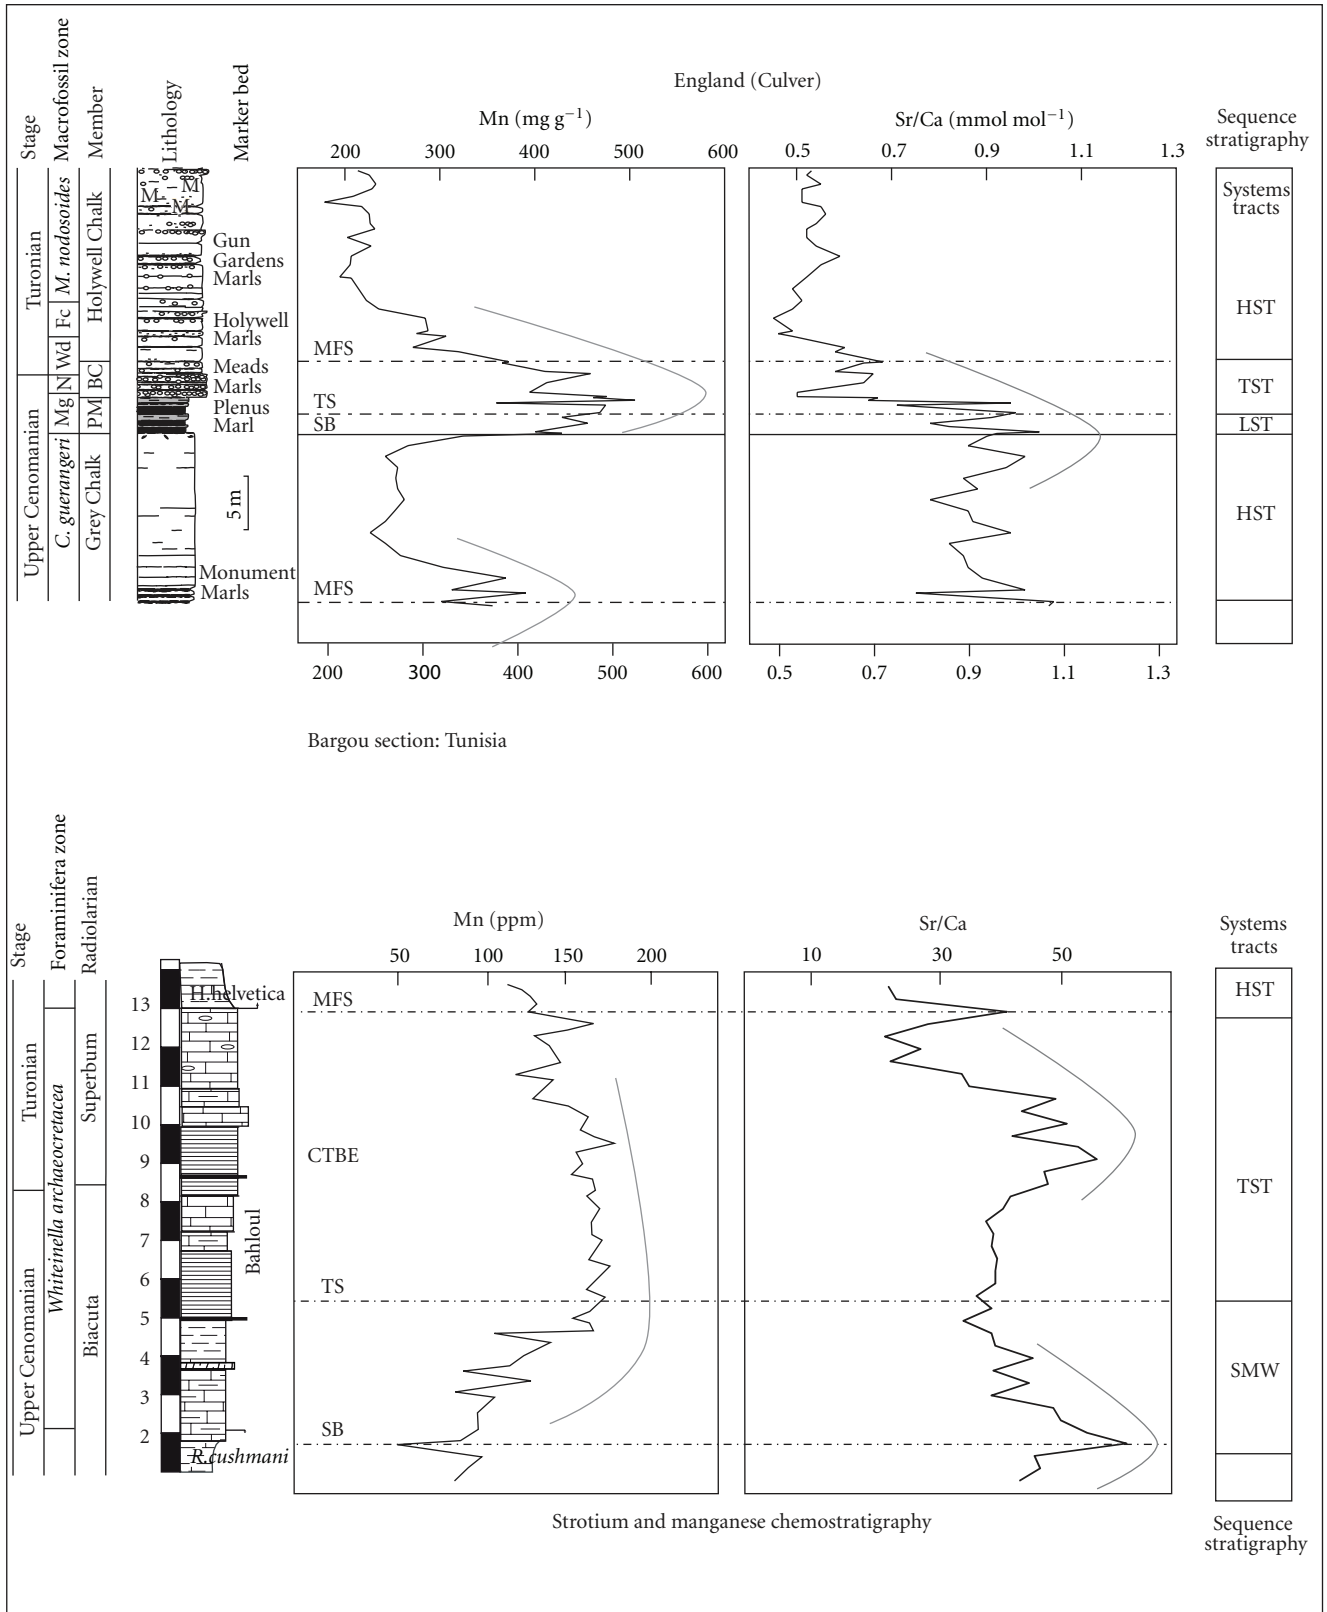 England (Culver)
Stage
Macrofossil zone
Member
Lithology
Marker bed
Mn (mg g−1)
Sr/Ca (mmol mol−1)
Sequence
stratigraphy
200 300 400 500 600
0.5 0.7 0.9 1.1 1.3
Turonian
Upper Cenomanian
M. nodosoides
Fc
Wd
N
Mg
C. guerangeri
Holywell Chalk
BC
PM
Grey Chalk
M
M
M
Gun
Gardens
Marls
Holywell
Marls
Meads
Marls
Plenus
Marl
5 m
Monument
Marls
MFS
TS
SB
MFS
Systems
tracts
HST
TST
LST
HST
200 300 400 500 600
0.5 0.7 0.9 1.1 1.3
Bargou section: Tunisia
Stage
Foraminifera zone
Radiolarian
Mn (ppm)
Sr/Ca
Systems
tracts
50 100 150 200
10 30 50
Turonian
Upper Cenomanian
Whiteinella archaeocretacea
Superbum
Biacuta
13
12
11
10
9
8
7
6
5
4
3
2
H.helvetica
Bahloul
R.cushmani
MFS
CTBE
TS
SB
HST
TST
SMW
Strotium and manganese chemostratigraphy
Sequence
stratigraphy